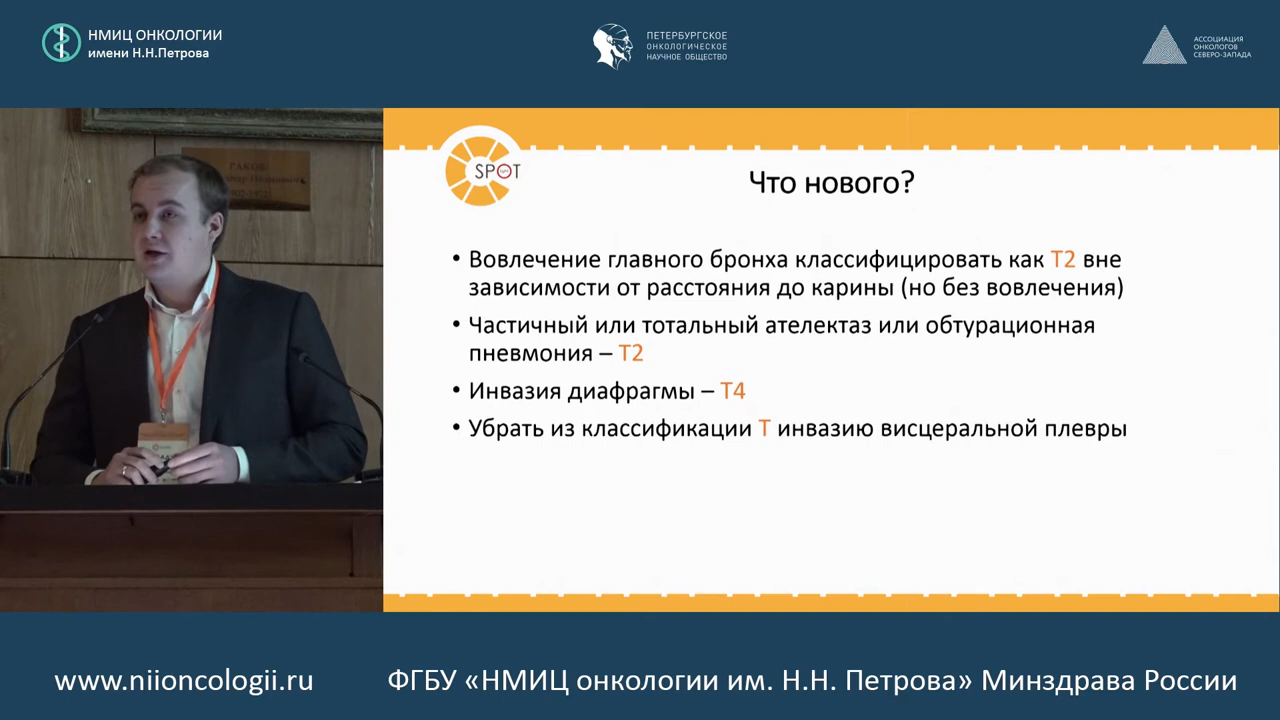 НМИЦ ОНКОЛОГИИ
имени Н.Н.Петрова
ПЕТЕРБУРГСКОЕ
ОНКОЛОГИЧЕСКОЕ
НАУЧНОЕ ОБЩЕСТВО
АССОЦИАЦИЯ
ОНКОЛОГОВ
СЕВЕРО-ЗАПАДА
РАКОВ
SPOT
Что нового?
• Вовлечение главного бронха классифицировать как Т2 вне
зависимости от расстояния до карины (но без вовлечения)
• Частичный или тотальный ателектаз или обтурационная
пневмония – Т2
• Инвазия диафрагмы – Т4
• Убрать из классификации Т инвазию висцеральной плевры
www.niioncologii.ru
ФГБУ «НМИЦ онкологии им. Н.Н. Петрова» Минздрава России